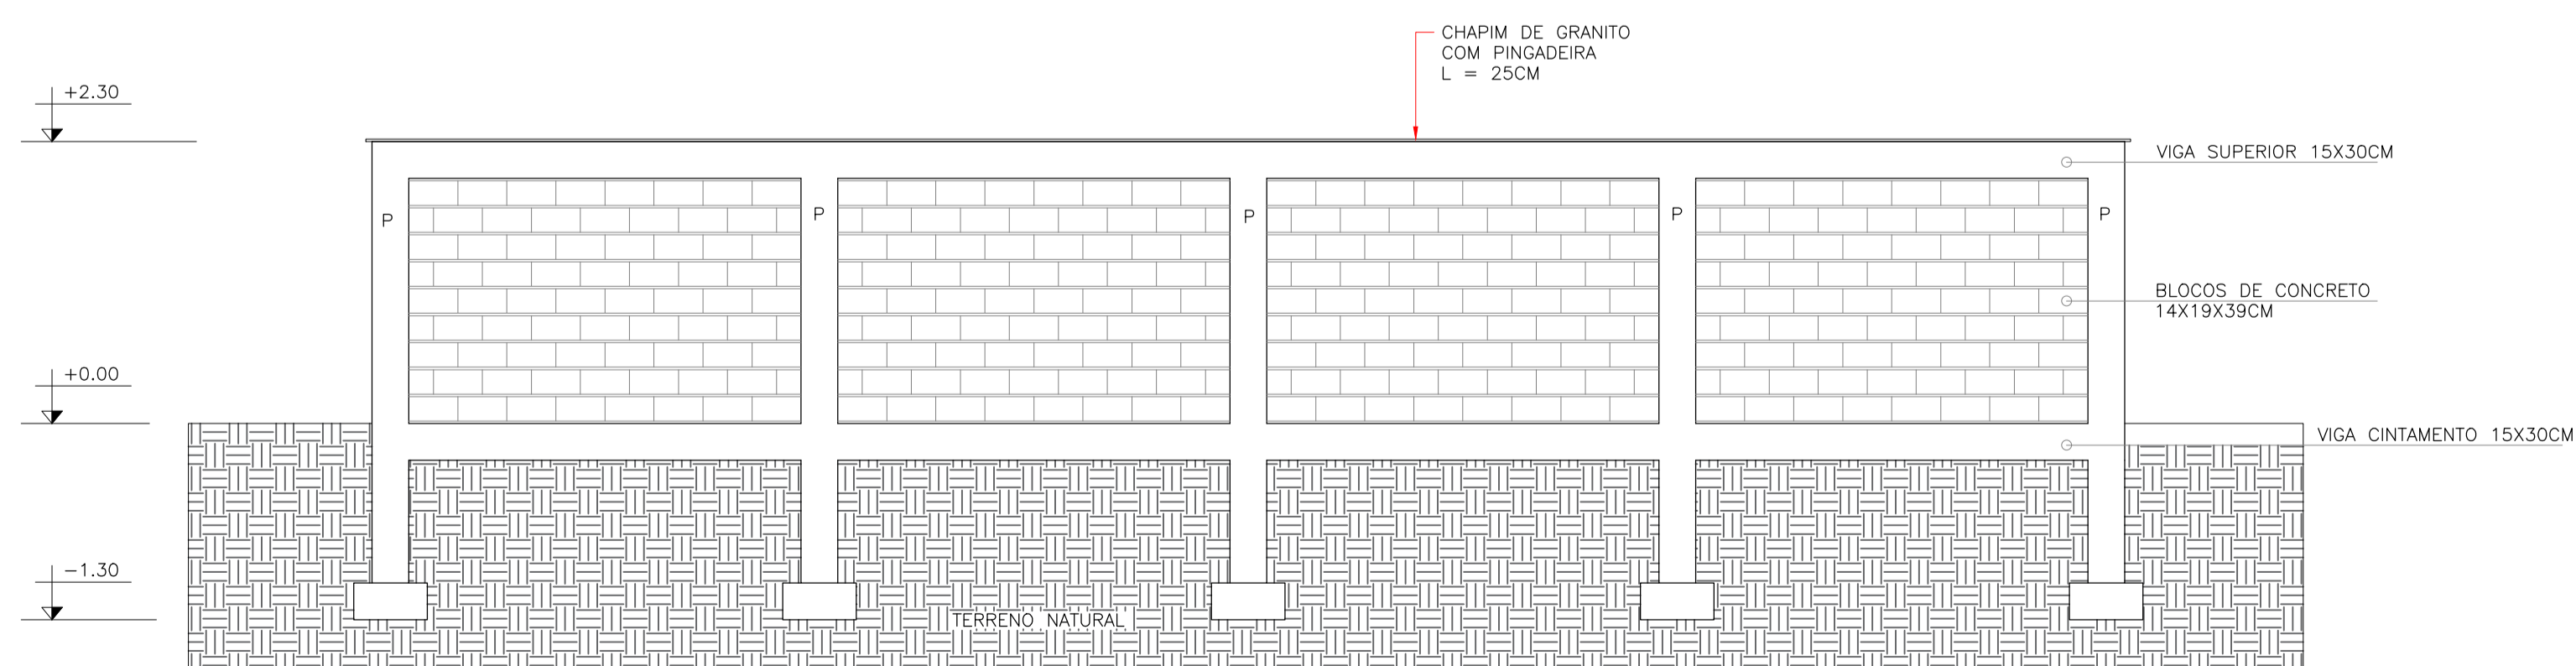 CHAPIM DE GRANITO
COM PINGADEIRA
L = 25CM
+2.30
VIGA SUPERIOR 15X30CM
P
P
P
P
P
BLOCOS DE CONCRETO
14X19X39CM
+0.00
VIGA CINTAMENTO 15X30CM
-1.30
TERRENO NATURAL